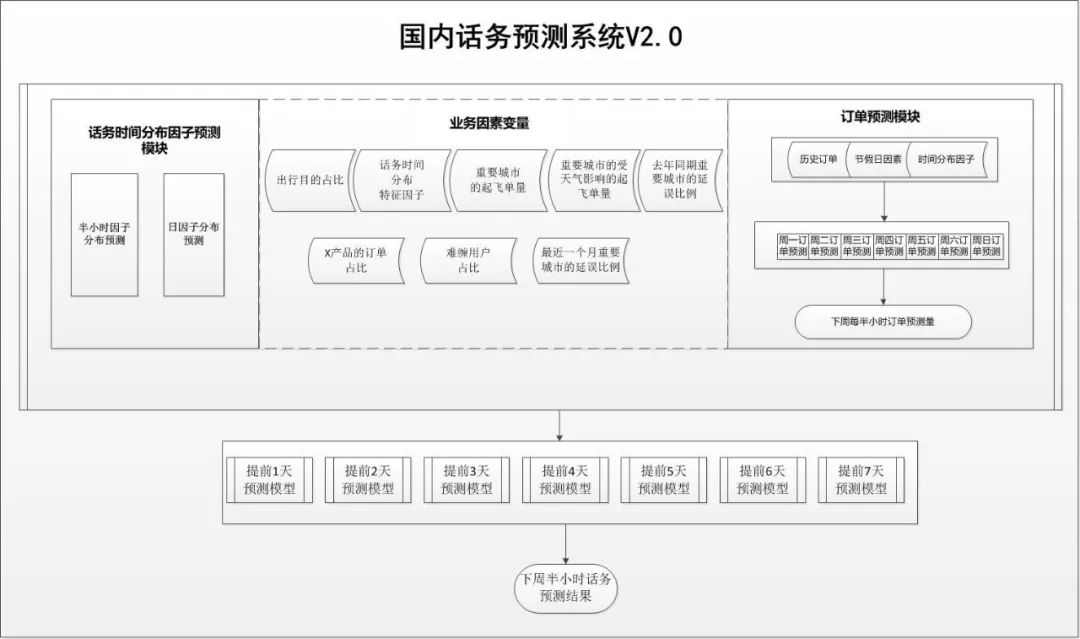 国内话务预测系统V2.0
话务时间分布因子预测
模块
半小时因子
分布预测
日因子分布
预测
业务因素变量
出行目的占比
话务时间
分布
特征因子
重要城市
的起飞单量
重要城市的受
天气影响的起
飞单量
去年同期重
要城市的延
误比例
X产品的订单
占比
难缠用户
占比
最近一个月重要
城市的延误比例
订单预测模块
历史订单
节假日因素
时间分布因子
周一订
单预测
周二订
单预测
周三订
单预测
周四订
单预测
周五订
单预测
周六订
单预测
周日订
单预测
下周每半小时订单预测量
提前1天
预测模型
提前2天
预测模型
提前3天
预测模型
提前4天
预测模型
提前5天
预测模型
提前6天
预测模型
提前7天
预测模型
下周半小时话务
预测结果